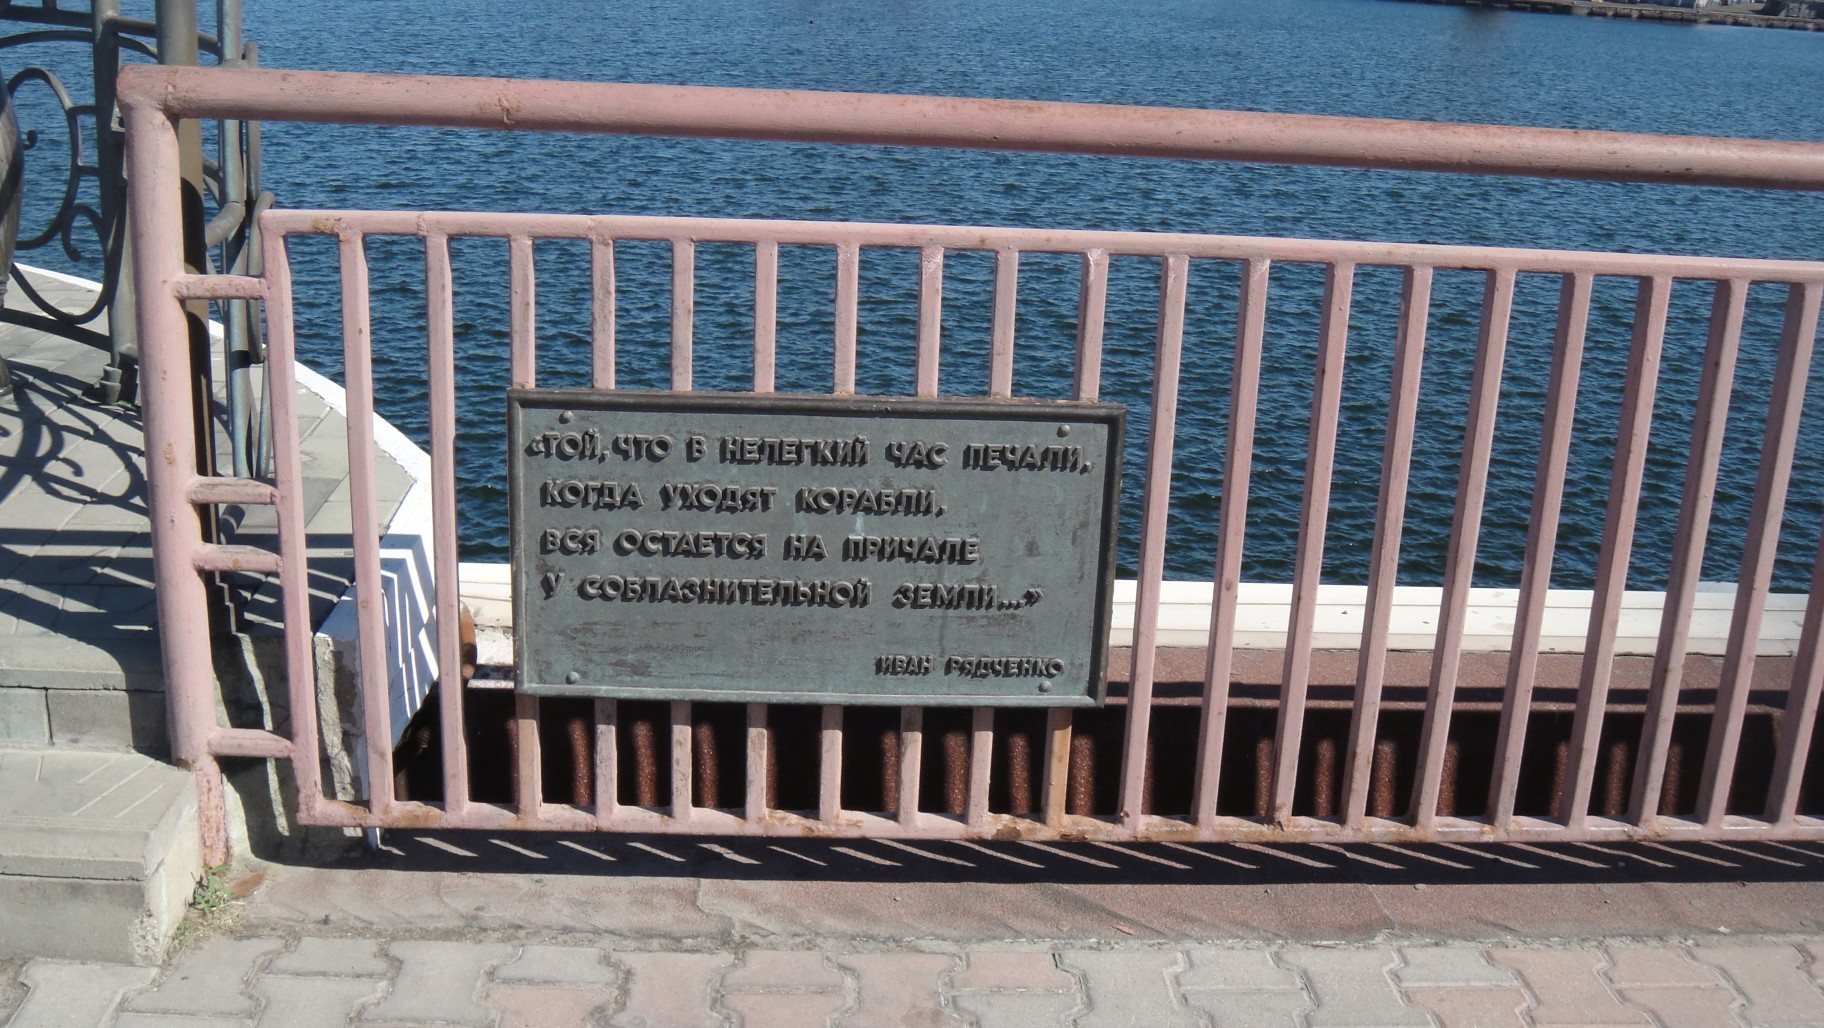 «ТОЙ, ЧТО В НЕЛЕГКИЙ ЧАС ПЕЧАЛИ,
КОГДА УХОДЯТ КОРАБЛИ,
ВСЯ ОСТАЕТСЯ НА ПРИЧАЛЕ
У СОБЛАЗНИТЕЛЬНОЙ ЗЕМЛИ...»
ИВАН РЯДЧЕНКО